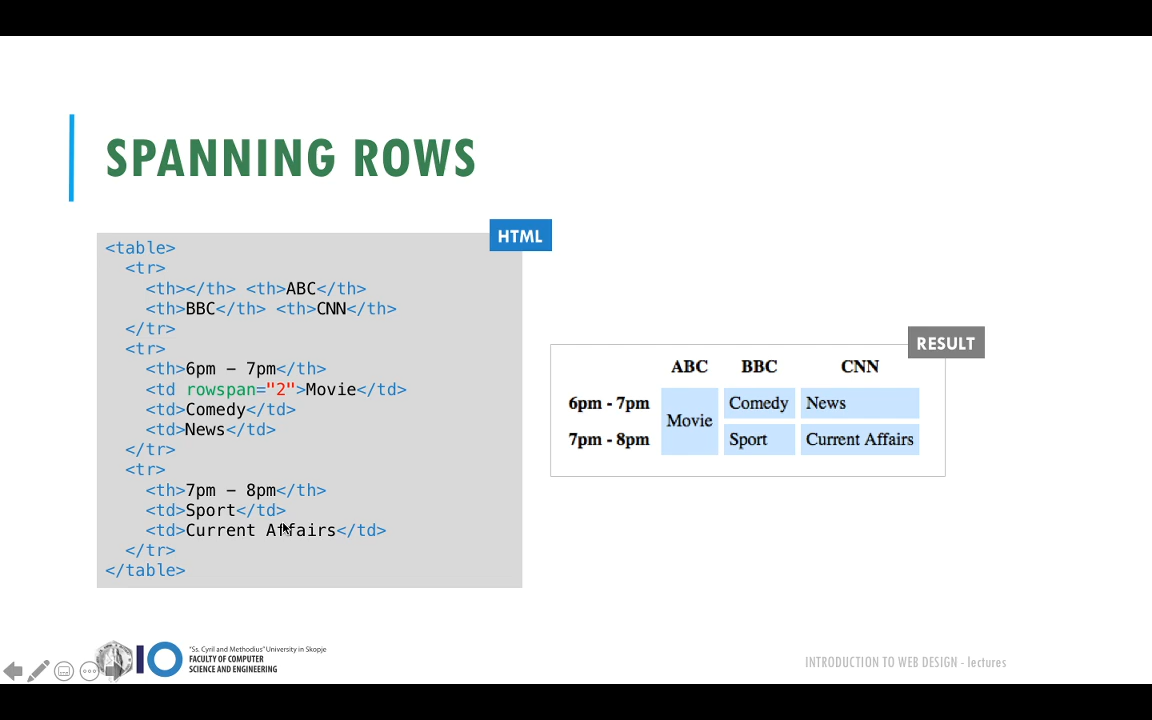 SPANNING ROWS
HTML
<table>
<tr>
<th></th> <th>ABC</th>
<th>BBC</th> <th>CNN</th>
</tr>
<tr>
<th>6pm – 7pm</th>
<td rowspan="2">Movie</td>
<td>Comedy</td>
<td>News</td>
</tr>
<tr>
<th>7pm – 8pm</th>
<td>Sport</td>
<td>Current Affairs</td>
</tr>
</table>
RESULT
ABC BBC CNN
6pm - 7pm Movie Comedy News
7pm - 8pm Sport Current Affairs
"Ss. Cyril and Methodius" University in Skopje
FACULTY OF COMPUTER
SCIENCE AND ENGINEERING
INTRODUCTION TO WEB DESIGN - lectures